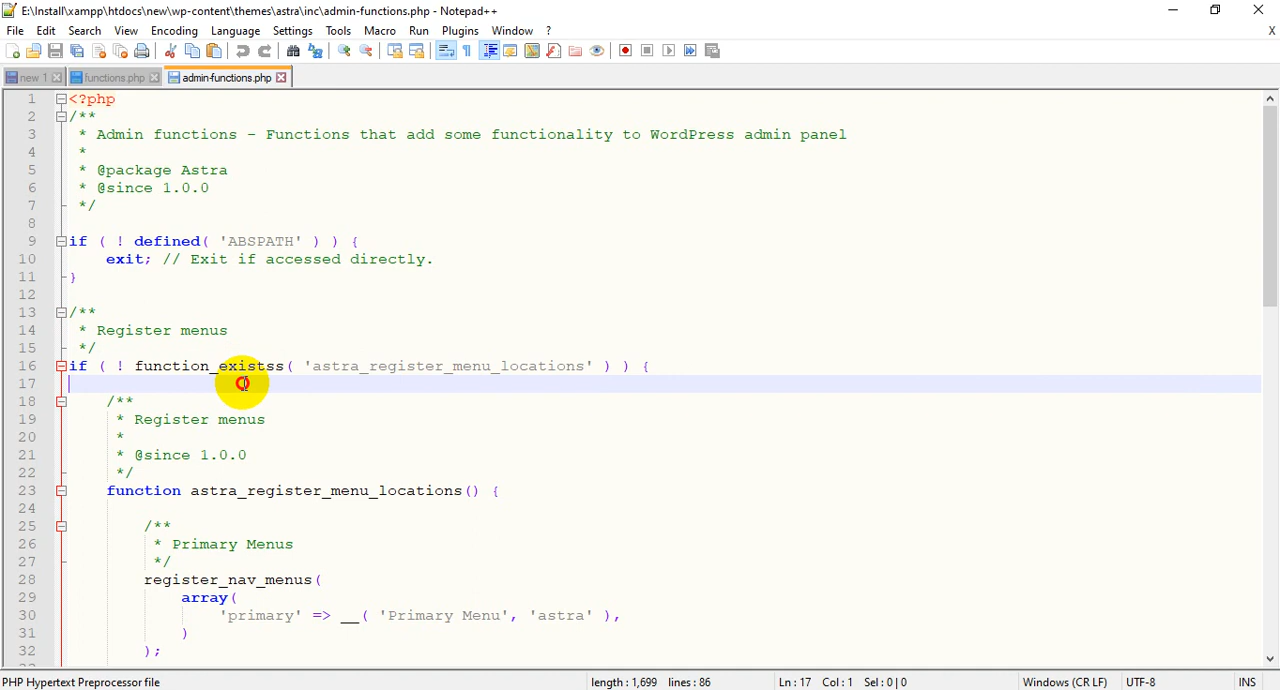 E:\Install\xampp\htdocs\new\wp-content\themes\astra\inc\admin-functions.php - Notepad++
File Edit Search View Encoding Language Settings Tools Macro Run Plugins Window ?
X
new 1 functions.php admin-functions.php
1 <?php
2 /**
3 * Admin functions - Functions that add some functionality to WordPress admin panel
4 *
5 * @package Astra
6 * @since 1.0.0
7 */
8
9 if ( ! defined( 'ABSPATH' ) ) {
10 exit; // Exit if accessed directly.
11 }
12
13 /**
14 * Register menus
15 */
16 if ( ! function_existss( 'astra_register_menu_locations' ) ) {
17
18 /**
19 * Register menus
20 *
21 * @since 1.0.0
22 */
23 function astra_register_menu_locations() {
24
25 /**
26 * Primary Menus
27 */
28 register_nav_menus(
29 array(
30 'primary' => __( 'Primary Menu', 'astra' ),
31 )
32 );
PHP Hypertext Preprocessor file length : 1,699 lines : 86 Ln : 17 Col : 1 Sel : 0 | 0 Windows (CR LF) UTF-8 INS